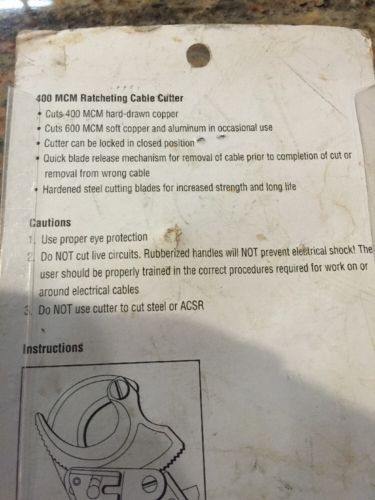 400 MCM Ratcheting Cable Cutter
• Cuts 400 MCM hard-drawn copper
• Cuts 600 MCM soft copper and aluminum in occasional use
• Cutter can be locked in closed position
• Quick blade release mechanism for removal of cable prior to completion of cut or
removal from wrong cable
• Hardened steel cutting blades for increased strength and long life
Cautions
1. Use proper eye protection
2. Do NOT cut live circuits. Rubberized handles will NOT prevent electrical shock! The
user should be properly trained in the correct procedures required for work on or
around electrical cables
3. Do NOT use cutter to cut steel or ACSR
Instructions